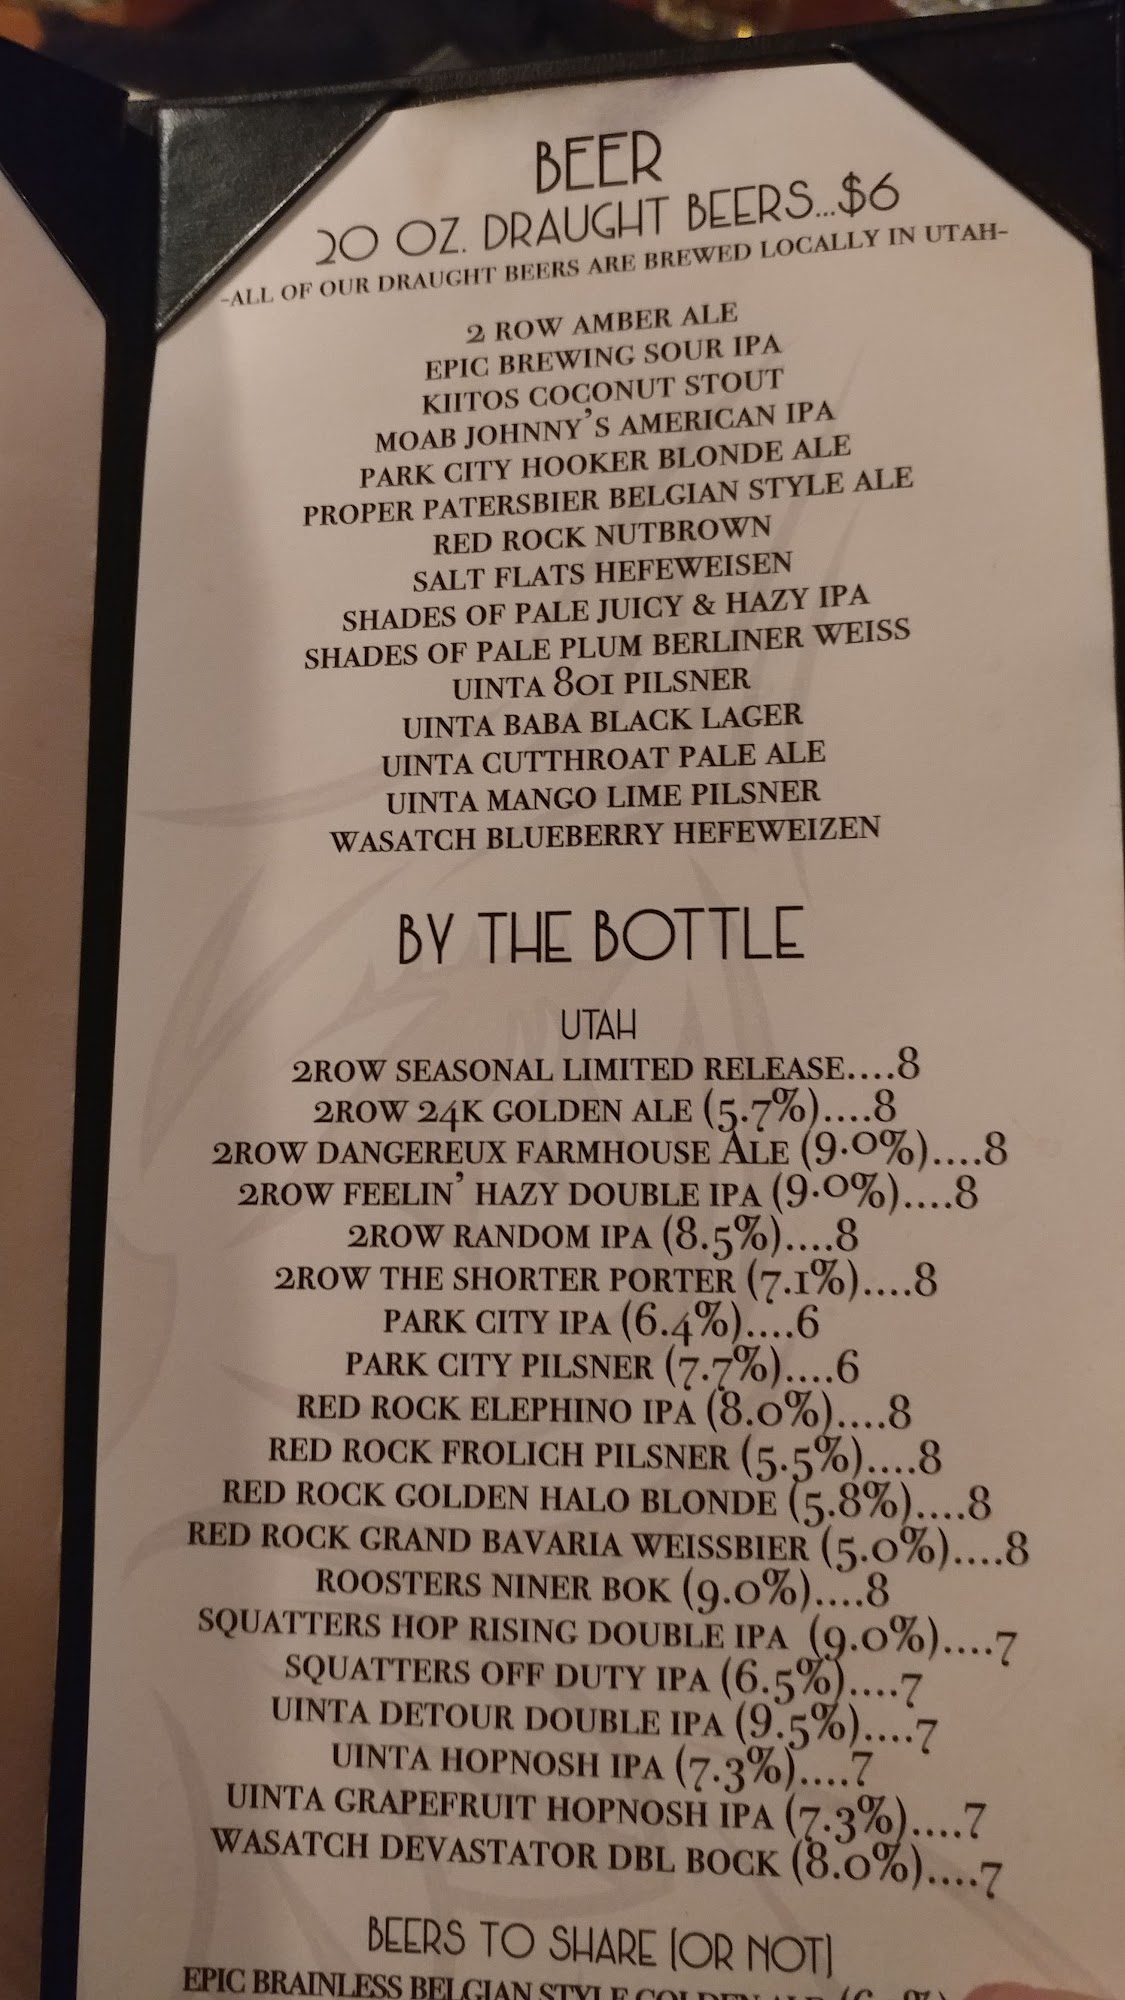 BEER
20 OZ. DRAUGHT BEERS...$6
-ALL OF OUR DRAUGHT BEERS ARE BREWED LOCALLY IN UTAH-
2 ROW AMBER ALE
EPIC BREWING SOUR IPA
KIITOS COCONUT STOUT
MOAB JOHNNY'S AMERICAN IPA
PARK CITY HOOKER BLONDE ALE
PROPER PATERSBIER BELGIAN STYLE ALE
RED ROCK NUTBROWN
SALT FLATS HEFEWEISEN
SHADES OF PALE JUICY & HAZY IPA
SHADES OF PALE PLUM BERLINER WEISS
UINTA 801 PILSNER
UINTA BABA BLACK LAGER
UINTA CUTTHROAT PALE ALE
UINTA MANGO LIME PILSNER
WASATCH BLUEBERRY HEFEWEIZEN
BY THE BOTTLE
UTAH
2ROW SEASONAL LIMITED RELEASE....8
2ROW 24K GOLDEN ALE (5.7%)....8
2ROW DANGEREUX FARMHOUSE ALE (9.0%)....8
2ROW FEELIN' HAZY DOUBLE IPA (9.0%)....8
2ROW RANDOM IPA (8.5%)....8
2ROW THE SHORTER PORTER (7.1%)....8
PARK CITY IPA (6.4%)....6
PARK CITY PILSNER (7.7%)....6
RED ROCK ELEPHINO IPA (8.0%)....8
RED ROCK FROLICH PILSNER (5.5%)....8
RED ROCK GOLDEN HALO BLONDE (5.8%)....8
RED ROCK GRAND BAVARIA WEISSBIER (5.0%)....8
ROOSTERS NINER BOK (9.0%)....8
SQUATTERS HOP RISING DOUBLE IPA (9.0%)....7
SQUATTERS OFF DUTY IPA (6.5%)....7
UINTA DETOUR DOUBLE IPA (9.5%)....7
UINTA HOPNOSH IPA (7.3%)....7
UINTA GRAPEFRUIT HOPNOSH IPA (7.3%)....7
WASATCH DEVASTATOR DBL BOCK (8.0%)....7
BEERS TO SHARE (OR NOT)
EPIC BRAINLESS BELGIAN STYLE GOLDEN ALE